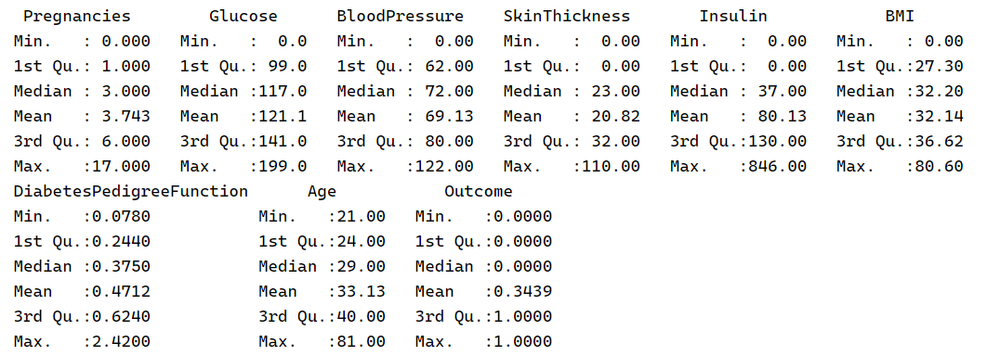 Pregnancies        Glucose      BloodPressure    SkinThickness       Insulin            BMI
Min.   : 0.000   Min.   :  0.0   Min.   :  0.00   Min.   :  0.00   Min.   :  0.00   Min.   : 0.00
1st Qu.: 1.000   1st Qu.: 99.0   1st Qu.: 62.00   1st Qu.:  0.00   1st Qu.:  0.00   1st Qu.:27.30
Median : 3.000   Median :117.0   Median : 72.00   Median : 23.00   Median : 37.00   Median :32.20
Mean   : 3.743   Mean   :121.1   Mean   : 69.13   Mean   : 20.82   Mean   : 80.13   Mean   :32.14
3rd Qu.: 6.000   3rd Qu.:141.0   3rd Qu.: 80.00   3rd Qu.: 32.00   3rd Qu.:130.00   3rd Qu.:36.62
Max.   :17.000   Max.   :199.0   Max.   :122.00   Max.   :110.00   Max.   :846.00   Max.   :80.60
DiabetesPedigreeFunction      Age           Outcome
Min.   :0.0780           Min.   :21.00   Min.   :0.0000
1st Qu.:0.2440           1st Qu.:24.00   1st Qu.:0.0000
Median :0.3750           Median :29.00   Median :0.0000
Mean   :0.4712           Mean   :33.13   Mean   :0.3439
3rd Qu.:0.6240           3rd Qu.:40.00   3rd Qu.:1.0000
Max.   :2.4200           Max.   :81.00   Max.   :1.0000